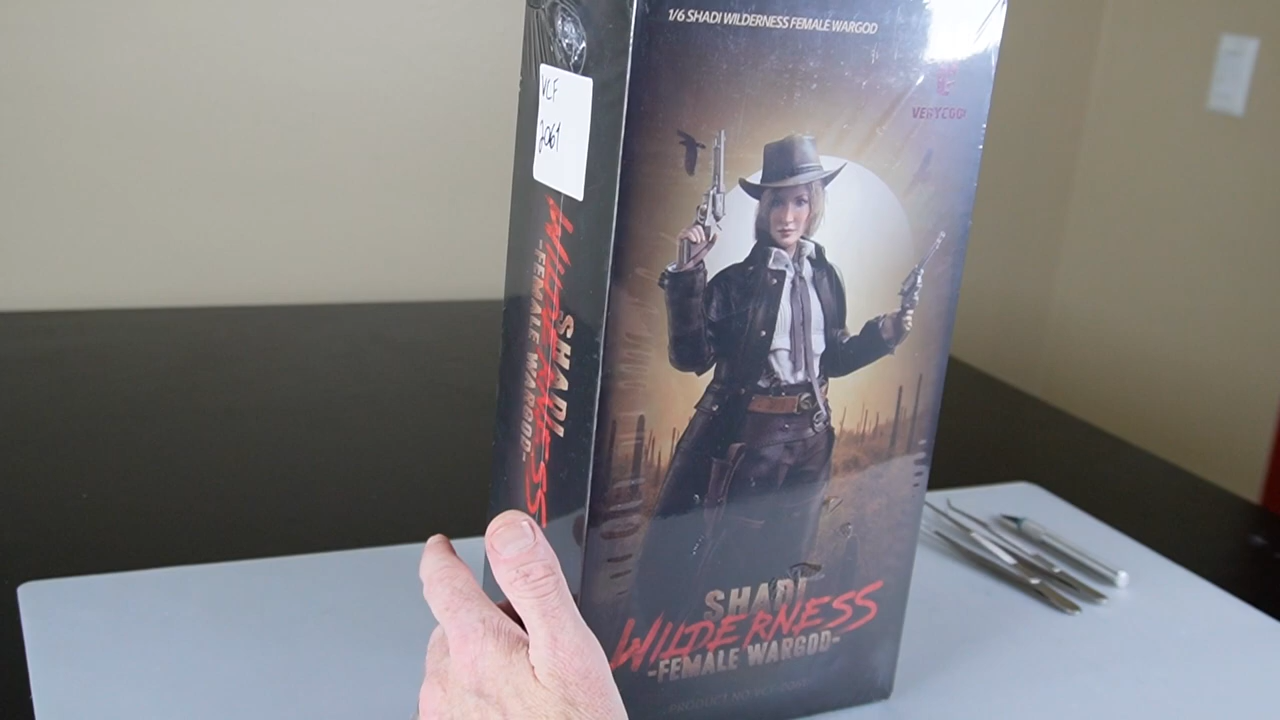 1/6 SHADI WILDERNESS FEMALE WARGOD
VERYCOOL
VCF
2061
SHADI
WILDERNESS
-FEMALE WARGOD-
SHADI
WILDERNESS
-FEMALE WARGOD-